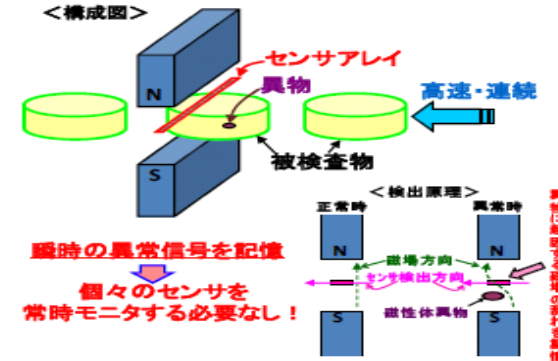 <構成図>
センサアレイ
N
異物
高速・連続
被検査物
S
<検出原理>
正常時
異常時
瞬時の異常信号を記憶
N
N
磁場方向
センサ検出方向
個々のセンサを
常時モニタする必要なし!
磁性体異物
S
S